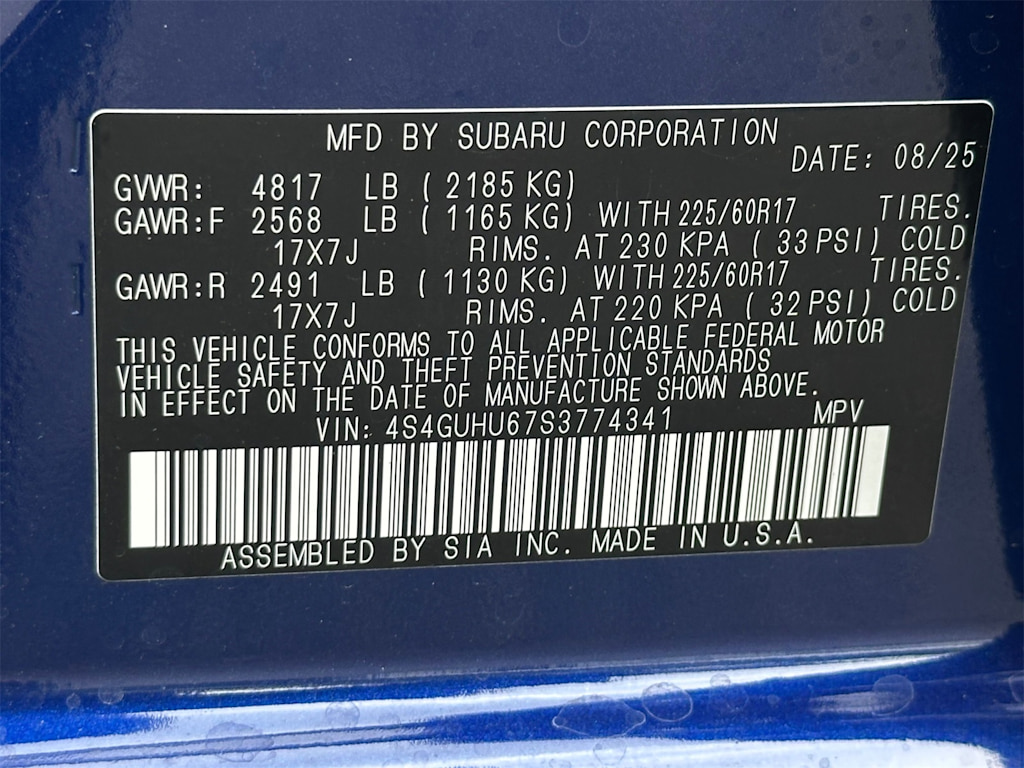 MFD BY SUBARU CORPORATION
DATE: 08/25
GVWR: 4817 LB ( 2185 KG)
GAWR:F 2568 LB ( 1165 KG) WITH 225/60R17 TIRES.
17X7J RIMS. AT 230 KPA ( 33 PSI) COLD
GAWR:R 2491 LB ( 1130 KG) WITH 225/60R17 TIRES.
17X7J RIMS. AT 220 KPA ( 32 PSI) COLD
THIS VEHICLE CONFORMS TO ALL APPLICABLE FEDERAL MOTOR
VEHICLE SAFETY AND THEFT PREVENTION STANDARDS
IN EFFECT ON THE DATE OF MANUFACTURE SHOWN ABOVE.
VIN: 4S4GUHU67S3774341 MPV
ASSEMBLED BY SIA INC. MADE IN U.S.A.